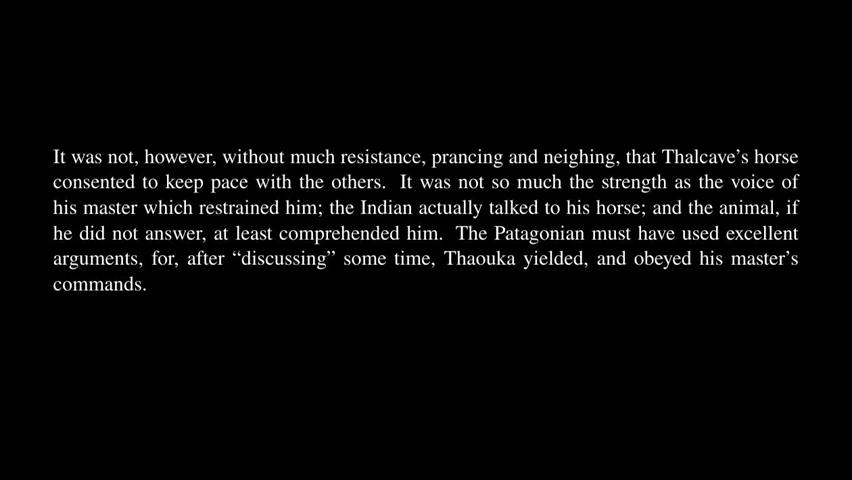 It was not, however, without much resistance, prancing and neighing, that Thalcave’s horse
consented to keep pace with the others. It was not so much the strength as the voice of
his master which restrained him; the Indian actually talked to his horse; and the animal, if
he did not answer, at least comprehended him. The Patagonian must have used excellent
arguments, for, after “discussing” some time, Thaouka yielded, and obeyed his master’s
commands.